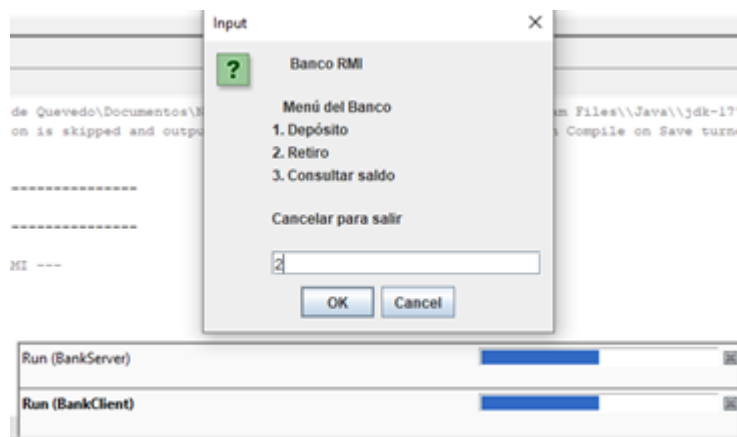 Input
Banco RMI
Menú del Banco
1. Depósito
2. Retiro
3. Consultar saldo
Cancelar para salir
2
OK Cancel
de Quevedo\Documentos\N am Files\\Java\\jdk-17
on is skipped and outpu n Compile on Save turne
---------------
---------------
MI ---
Run (BankServer)
Run (BankClient)